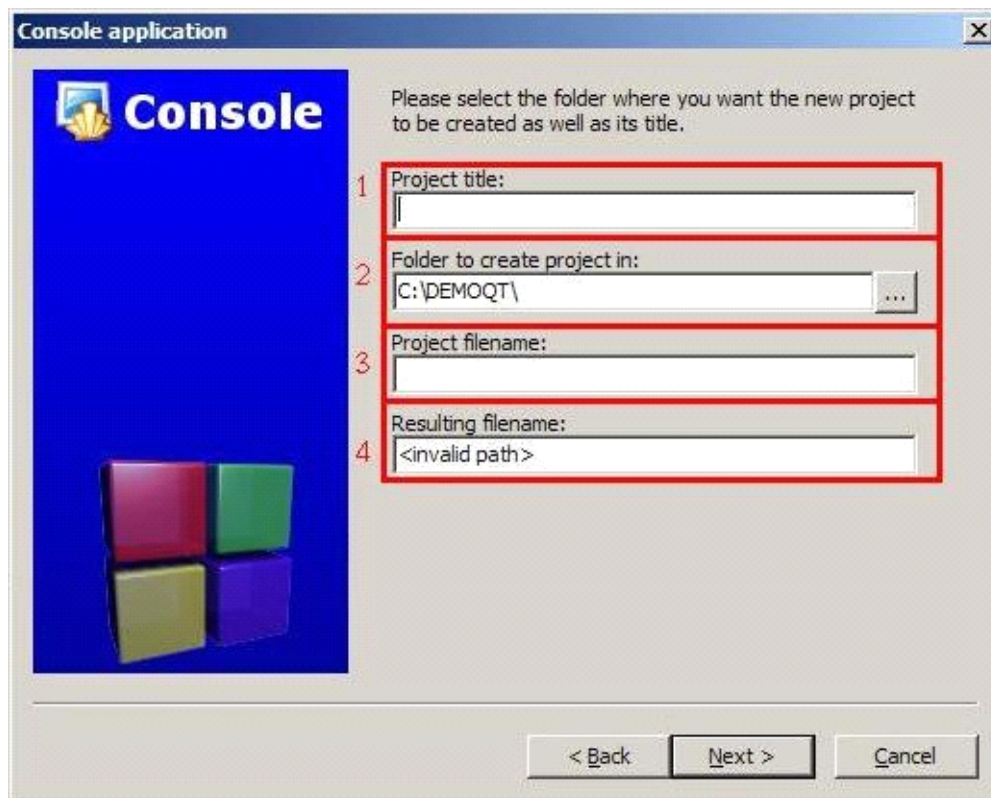 Console application
Console
Please select the folder where you want the new project
to be created as well as its title.
1
Project title:
2
Folder to create project in:
C:\DEMOQT\
...
3
Project filename:
4
Resulting filename:
<invalid path>
< Back
Next >
Cancel